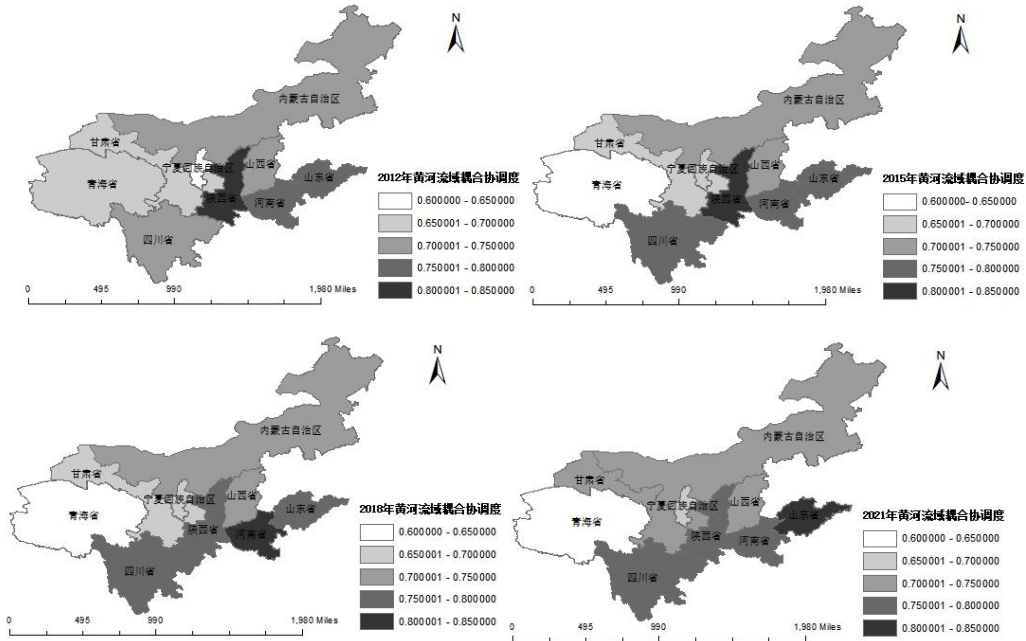 N
内蒙古自治区
甘肃省
宁夏回族自治区
山西省
青海省
山东省
陕西省
河南省
四川省
2012年黄河流域耦合协调度
0.600000 - 0.650000
0.650001 - 0.700000
0.700001 - 0.750000
0.750001 - 0.800000
0.800001 - 0.850000
0 495 990 1,980 Miles
N
内蒙古自治区
甘肃省
宁夏回族自治区
山西省
青海省
山东省
陕西省
河南省
四川省
2015年黄河流域耦合协调度
0.600000- 0.650000
0.650001 - 0.700000
0.700001 - 0.750000
0.750001 - 0.800000
0.800001 - 0.850000
0 495 990 1,980 Miles
N
内蒙古自治区
甘肃省
宁夏回族自治区
山西省
青海省
山东省
陕西省
河南省
四川省
2018年黄河流域耦合协调度
0.600000 - 0.650000
0.650001 - 0.700000
0.700001 - 0.750000
0.750001 - 0.800000
0.800001 - 0.850000
0 495 990 1,980 Miles
N
内蒙古自治区
甘肃省
宁夏回族自治区
山西省
青海省
山东省
陕西省
河南省
四川省
2021年黄河流域耦合协调度
0.600000 - 0.650000
0.650001 - 0.700000
0.700001 - 0.750000
0.750001 - 0.800000
0.800001 - 0.850000
0 495 990 1,980 Miles